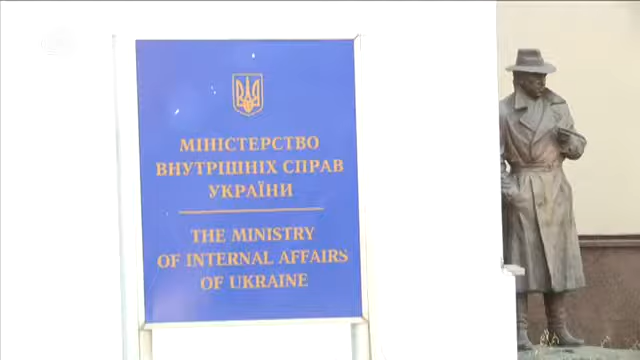 МІНІСТЕРСТВО
ВНУТРІШНІХ СПРАВ
УКРАЇНИ
THE MINISTRY
OF INTERNAL AFFAIRS
OF UKRAINE